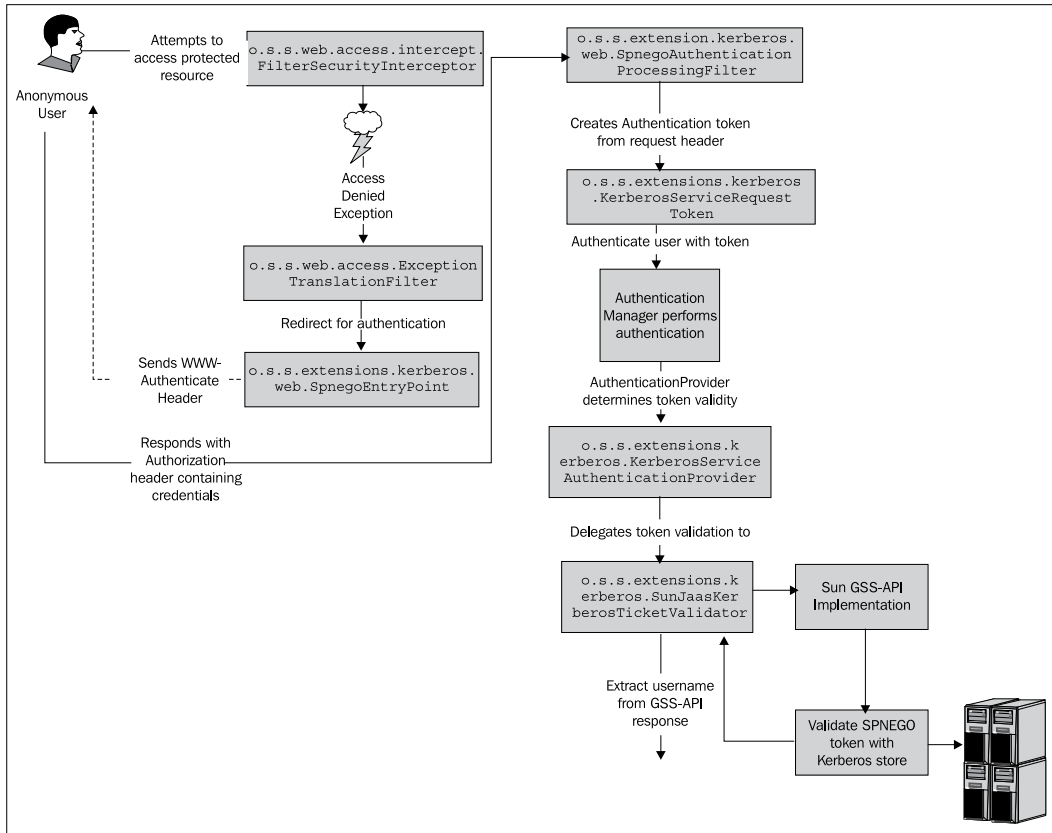 Attempts to
access protected
resource
Anonymous
User
o.s.s.web.access.intercept.
FilterSecurityInterceptor
Access
Denied
Exception
o.s.s.web.access.Exception
TranslationFilter
Redirect for authentication
o.s.s.extensions.kerberos.
web.SpnegoEntryPoint
Sends WWW-
Authenticate
Header
Responds with
Authorization
header containing
credentials
o.s.s.extension.kerberos.
web.SpnegoAuthentication
ProcessingFilter
Creates Authentication token
from request header
o.s.s.extensions.kerberos
.KerberosServiceRequest
Token
Authenticate user with token
Authentication
Manager performs
authentication
AuthenticationProvider
determines token validity
o.s.s.extensions.k
erberos.KerberosService
AuthenticationProvider
Delegates token validation to
o.s.s.extensions.k
erberos.SunJaasKer
berosTicketValidator
Sun GSS-API
Implementation
Extract username
from GSS-API
response
Validate SPNEGO
token with
Kerberos store